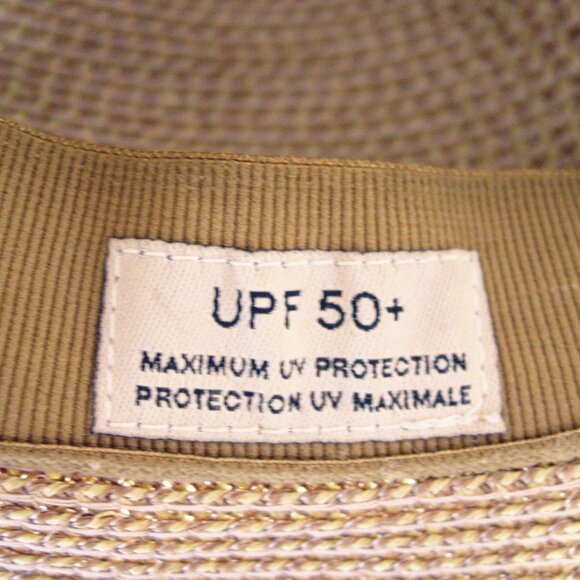 UPF 50+
MAXIMUM UV PROTECTION
PROTECTION UV MAXIMALE